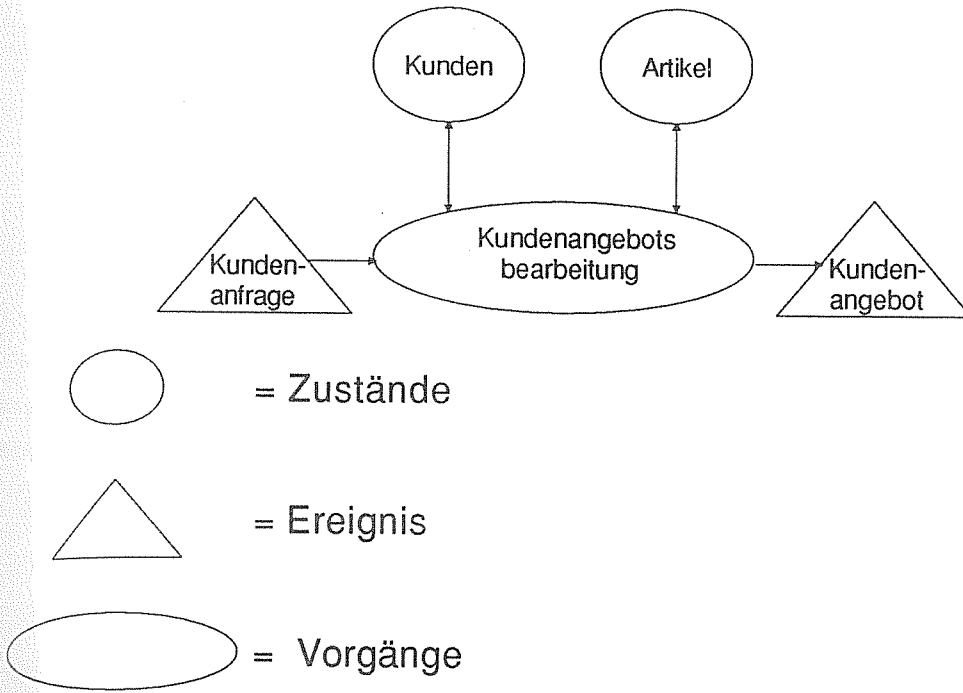 Kunden
Artikel
Kunden-
anfrage
Kundenangebots
bearbeitung
Kunden-
angebot
= Zustände
= Ereignis
= Vorgänge